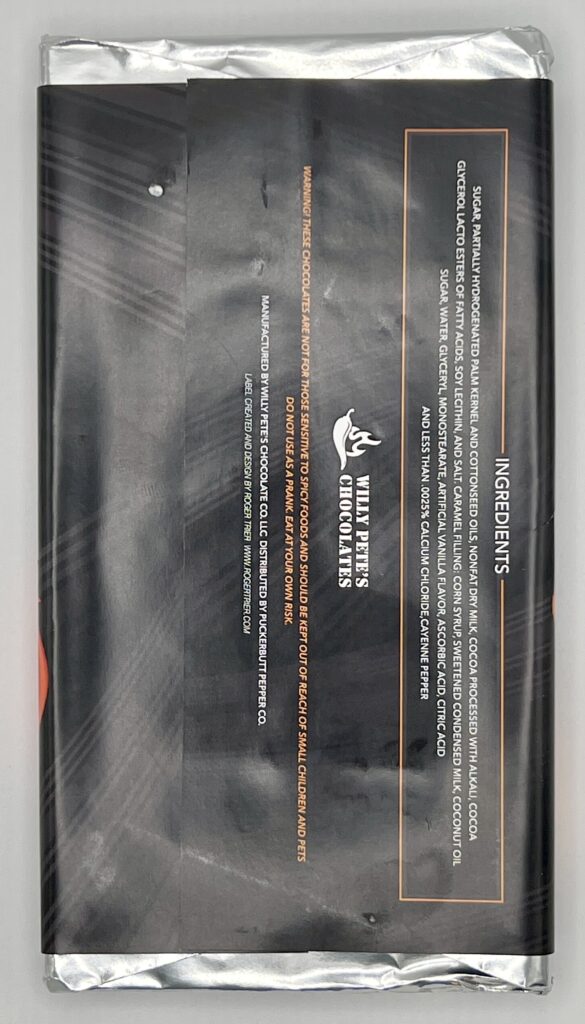 INGREDIENTS
SUGAR, PARTIALLY HYDROGENATED PALM KERNEL AND COTTONSEED OILS, NONFAT DRY MILK, COCOA PROCESSED WITH ALKALI, COCOA
GLYCEROL LACTO ESTERS OF FATTY ACIDS, SOY LECITHIN, AND SALT. CARAMEL FILLING: CORN SYRUP, SWEETENED CONDENSED MILK, COCONUT OIL
SUGAR, WATER, GLYCERYL, MONOSTEARATE, ARTIFICIAL VANILLA FLAVOR, ASCORBIC ACID, CITRIC ACID
AND LESS THAN .0025% CALCIUM CHLORIDE,CAYENNE PEPPER
WILLY PETE'S
CHOCOLATES
WARNING! THESE CHOCOLATES ARE NOT FOR THOSE SENSITIVE TO SPICY FOODS AND SHOULD BE KEPT OUT OF REACH OF SMALL CHILDREN AND PETS
DO NOT USE AS A PRANK. EAT AT YOUR OWN RISK.
MANUFACTURED BY WILLY PETE'S CHOCOLATE CO. LLC DISTRIBUTED BY PUCKERBUTT PEPPER CO.
LABEL CREATED AND DESIGN BY ROGER TRIER WWW.ROGERTRIER.COM